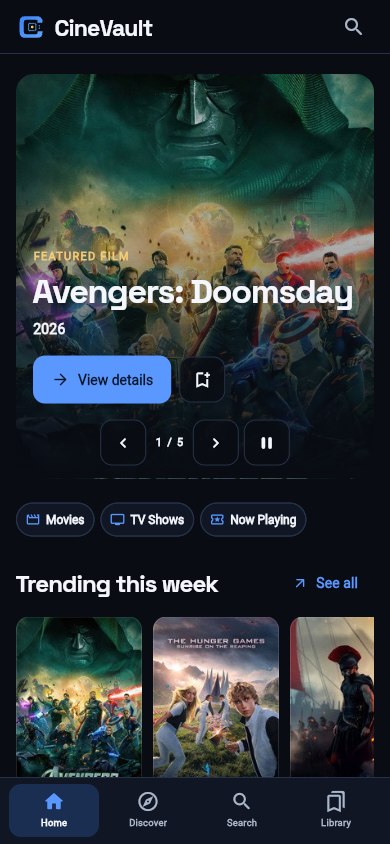 CineVault
FEATURED FILM
Avengers: Doomsday
2026
View details
1 / 5
Movies
TV Shows
Now Playing
Trending this week
See all
THE HUNGER GAMES
SUNRISE ON THE REAPING
AVENGERS
Home
Discover
Search
Library